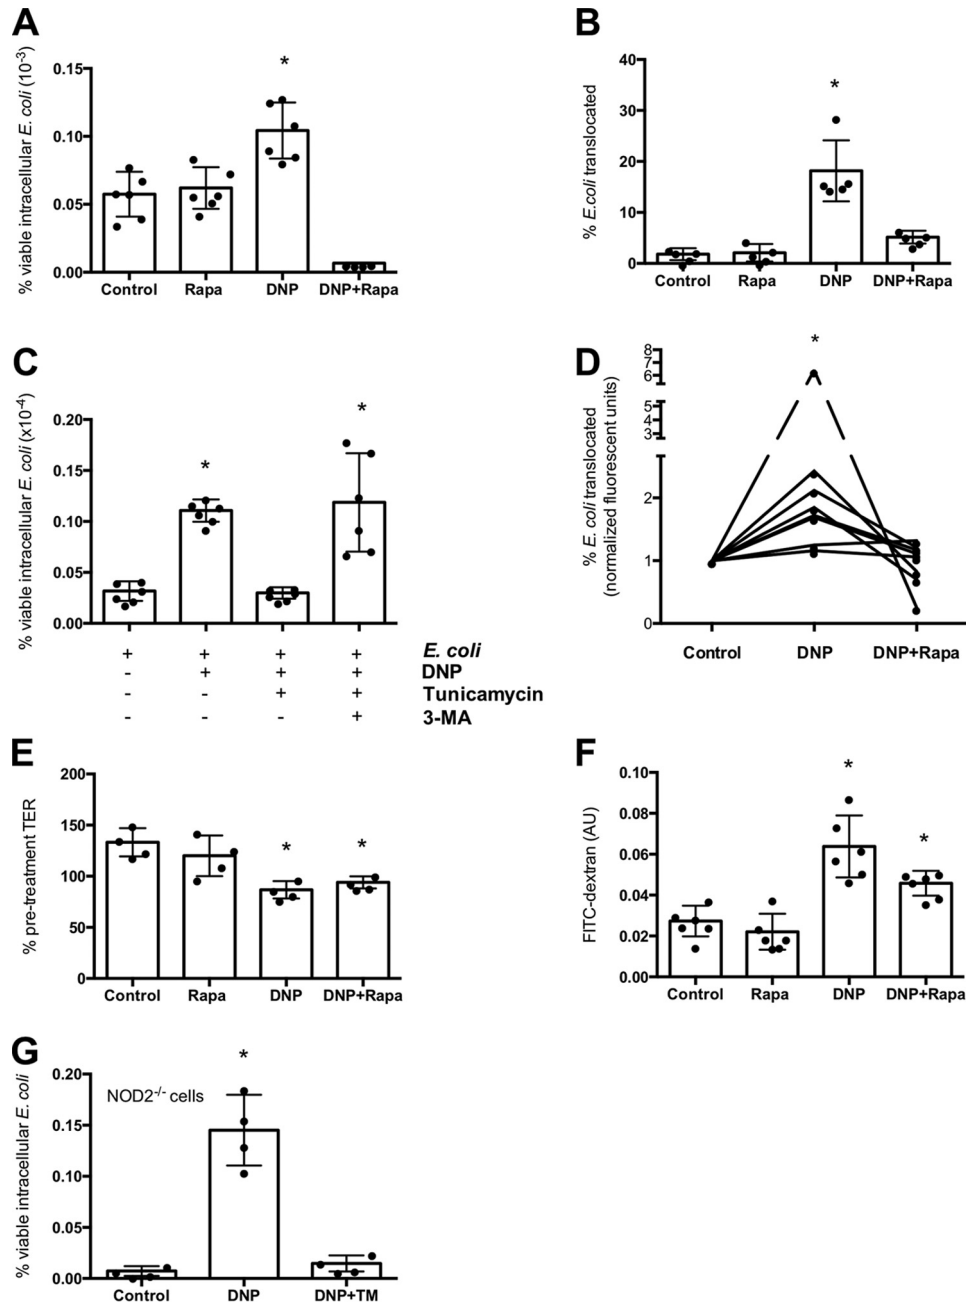 A
% viable intracellular E. coli (10-3)
0.15
0.10
0.05
0.00
Control Rapa DNP DNP+Rapa
*
B
% E.coli translocated
40
30
20
10
0
Control Rapa DNP DNP+Rapa
*
C
% viable intracellular E. coli (x10-4)
0.20
0.15
0.10
0.05
0.00
* *
+ + + + E. coli
- + + + DNP
- - + + Tunicamycin
- - - + 3-MA
D
% E. coli translocated
(normalized fluorescent units)
8
7
6
5
4
3
2
1
0
Control DNP DNP+Rapa
*
E
% pre-treatment TER
200
150
100
50
0
Control Rapa DNP DNP+Rapa
* *
F
FITC-dextran (AU)
0.10
0.08
0.06
0.04
0.02
0.00
Control Rapa DNP DNP+Rapa
* *
G
% viable intracellular E. coli
0.20
0.15
0.10
0.05
0.00
NOD2-/- cells
Control DNP DNP+TM
*